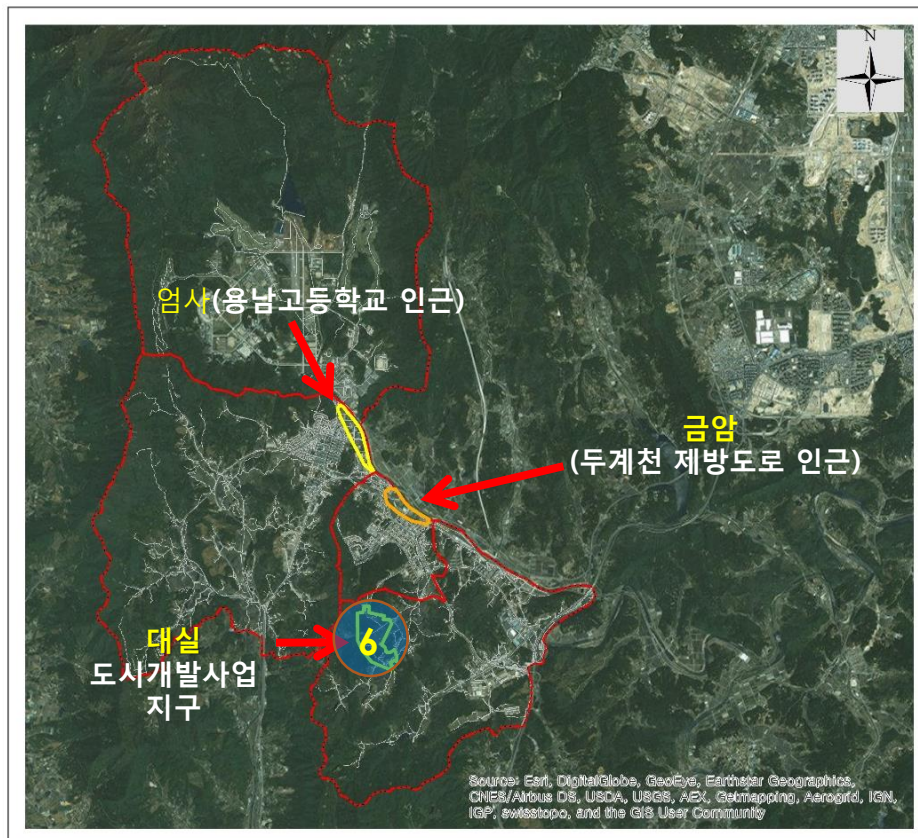 N
엄사(용남고등학교 인근)
금암
(두계천 제방도로 인근)
대실
도시개발사업
지구
6
Source: Esri, DigitalGlobe, GeoEye, Earthstar Geographics,
CNES/Airbus DS, USDA, USGS, AEX, Getmapping, Aerogrid, IGN,
IGP, swisstopo, and the GIS User Community